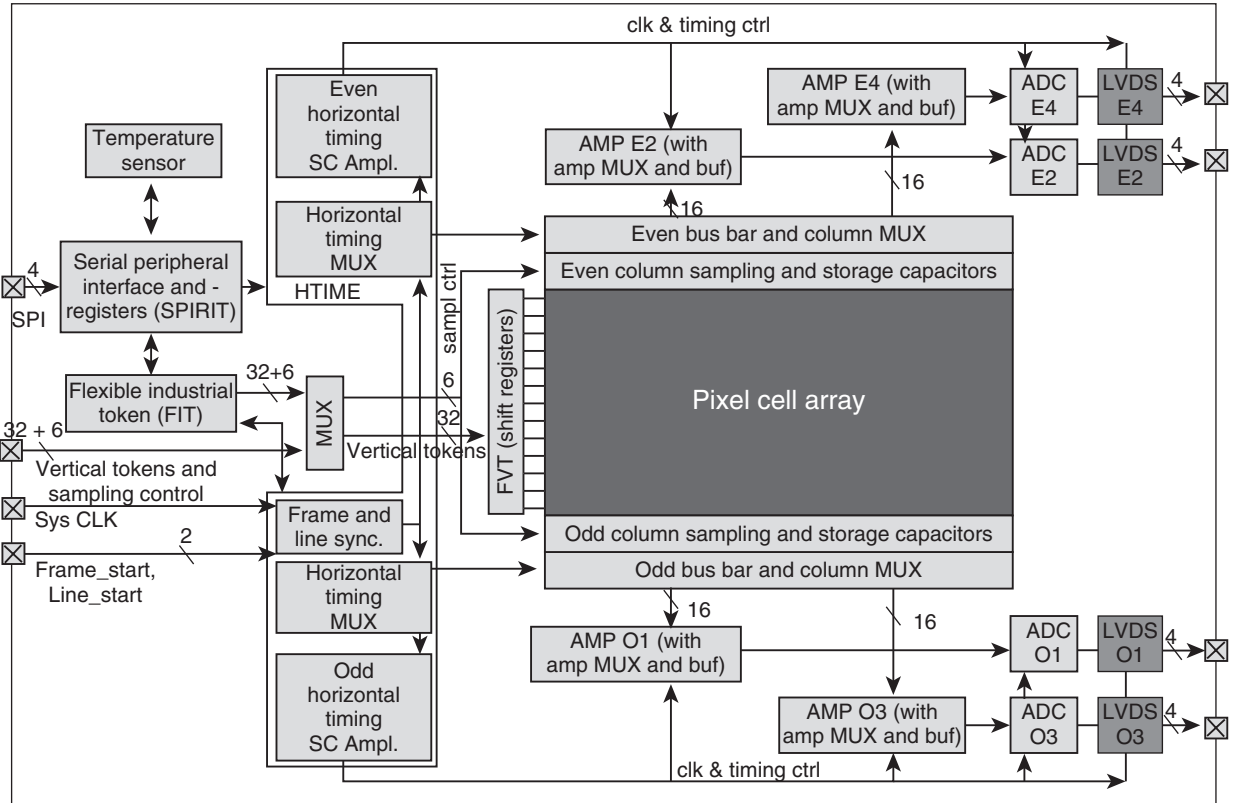 clk & timing ctrl
Even
horizontal
timing
SC Ampl.
AMP E4 (with
amp MUX and buf)
ADC
E4
LVDS
E4
4
Temperature
sensor
AMP E2 (with
amp MUX and buf)
ADC
E2
LVDS
E2
4
16
16
Horizontal
timing
MUX
Even bus bar and column MUX
Serial peripheral
interface and -
registers (SPIRIT)
4
SPI
HTIME
sampl ctrl
Even column sampling and storage capacitors
FVT (shift registers)
Pixel cell array
Flexible industrial
token (FIT)
32+6
MUX
6
32
Vertical tokens
32 + 6
Vertical tokens and
sampling control
Sys CLK
Frame and
line sync.
2
Frame_start,
Line_start
Odd column sampling and storage capacitors
Horizontal
timing
MUX
Odd bus bar and column MUX
16
16
AMP O1 (with
amp MUX and buf)
ADC
O1
LVDS
O1
4
Odd
horizontal
timing
SC Ampl.
AMP O3 (with
amp MUX and buf)
ADC
O3
LVDS
O3
4
clk & timing ctrl